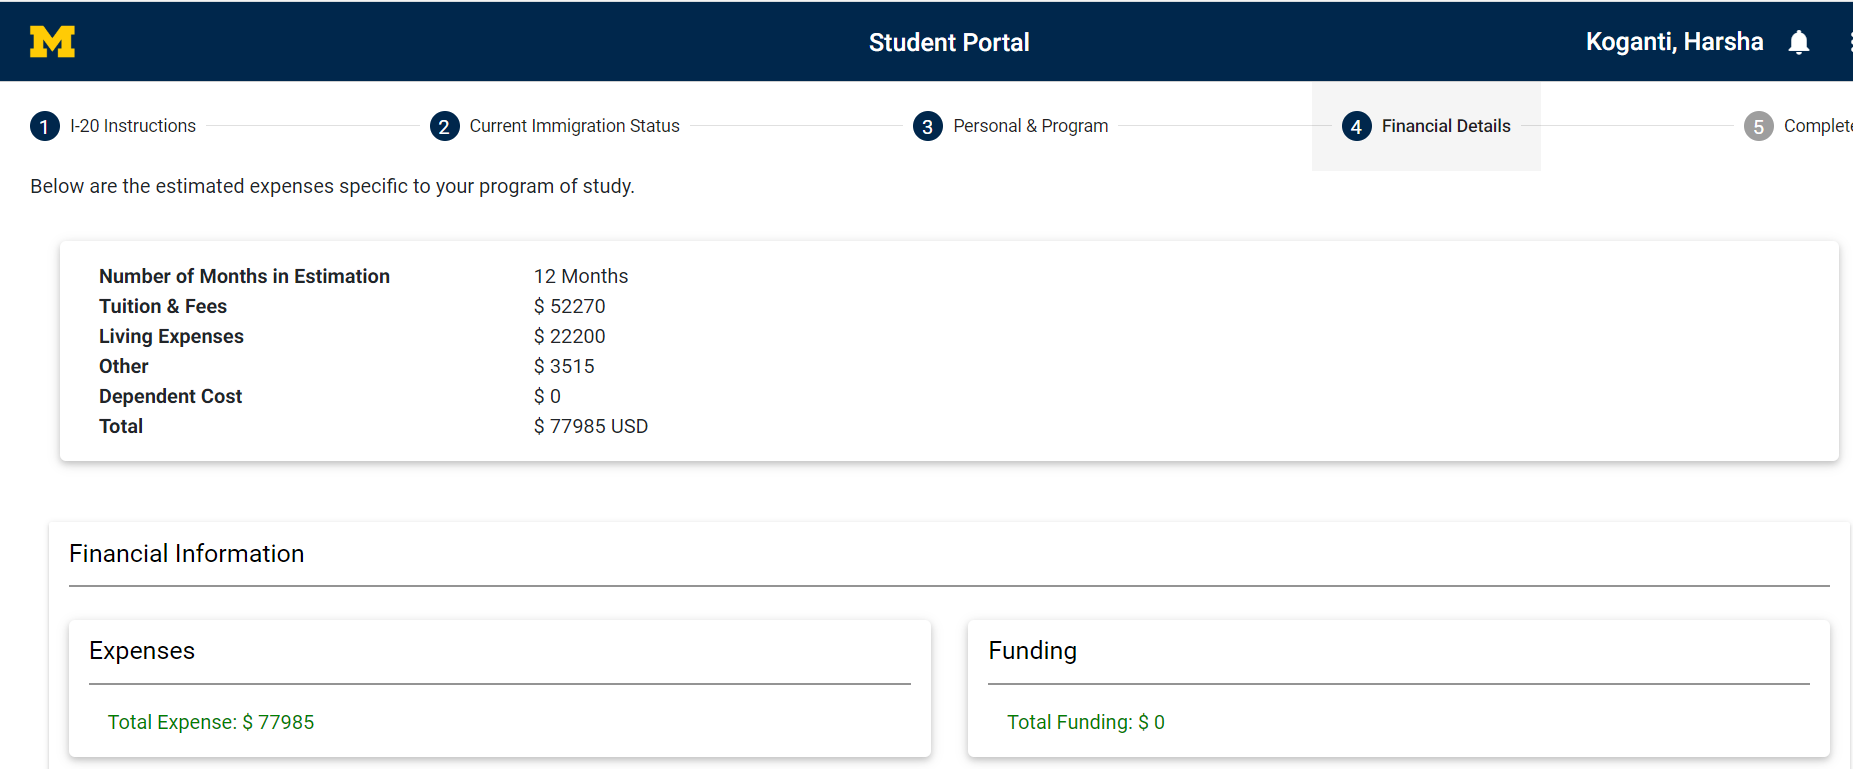 M
Student Portal
Koganti, Harsha
1 I-20 Instructions
2 Current Immigration Status
3 Personal & Program
4 Financial Details
5 Complete
Below are the estimated expenses specific to your program of study.
Number of Months in Estimation 12 Months
Tuition & Fees $ 52270
Living Expenses $ 22200
Other $ 3515
Dependent Cost $ 0
Total $ 77985 USD
Financial Information
Expenses
Total Expense: $ 77985
Funding
Total Funding: $ 0